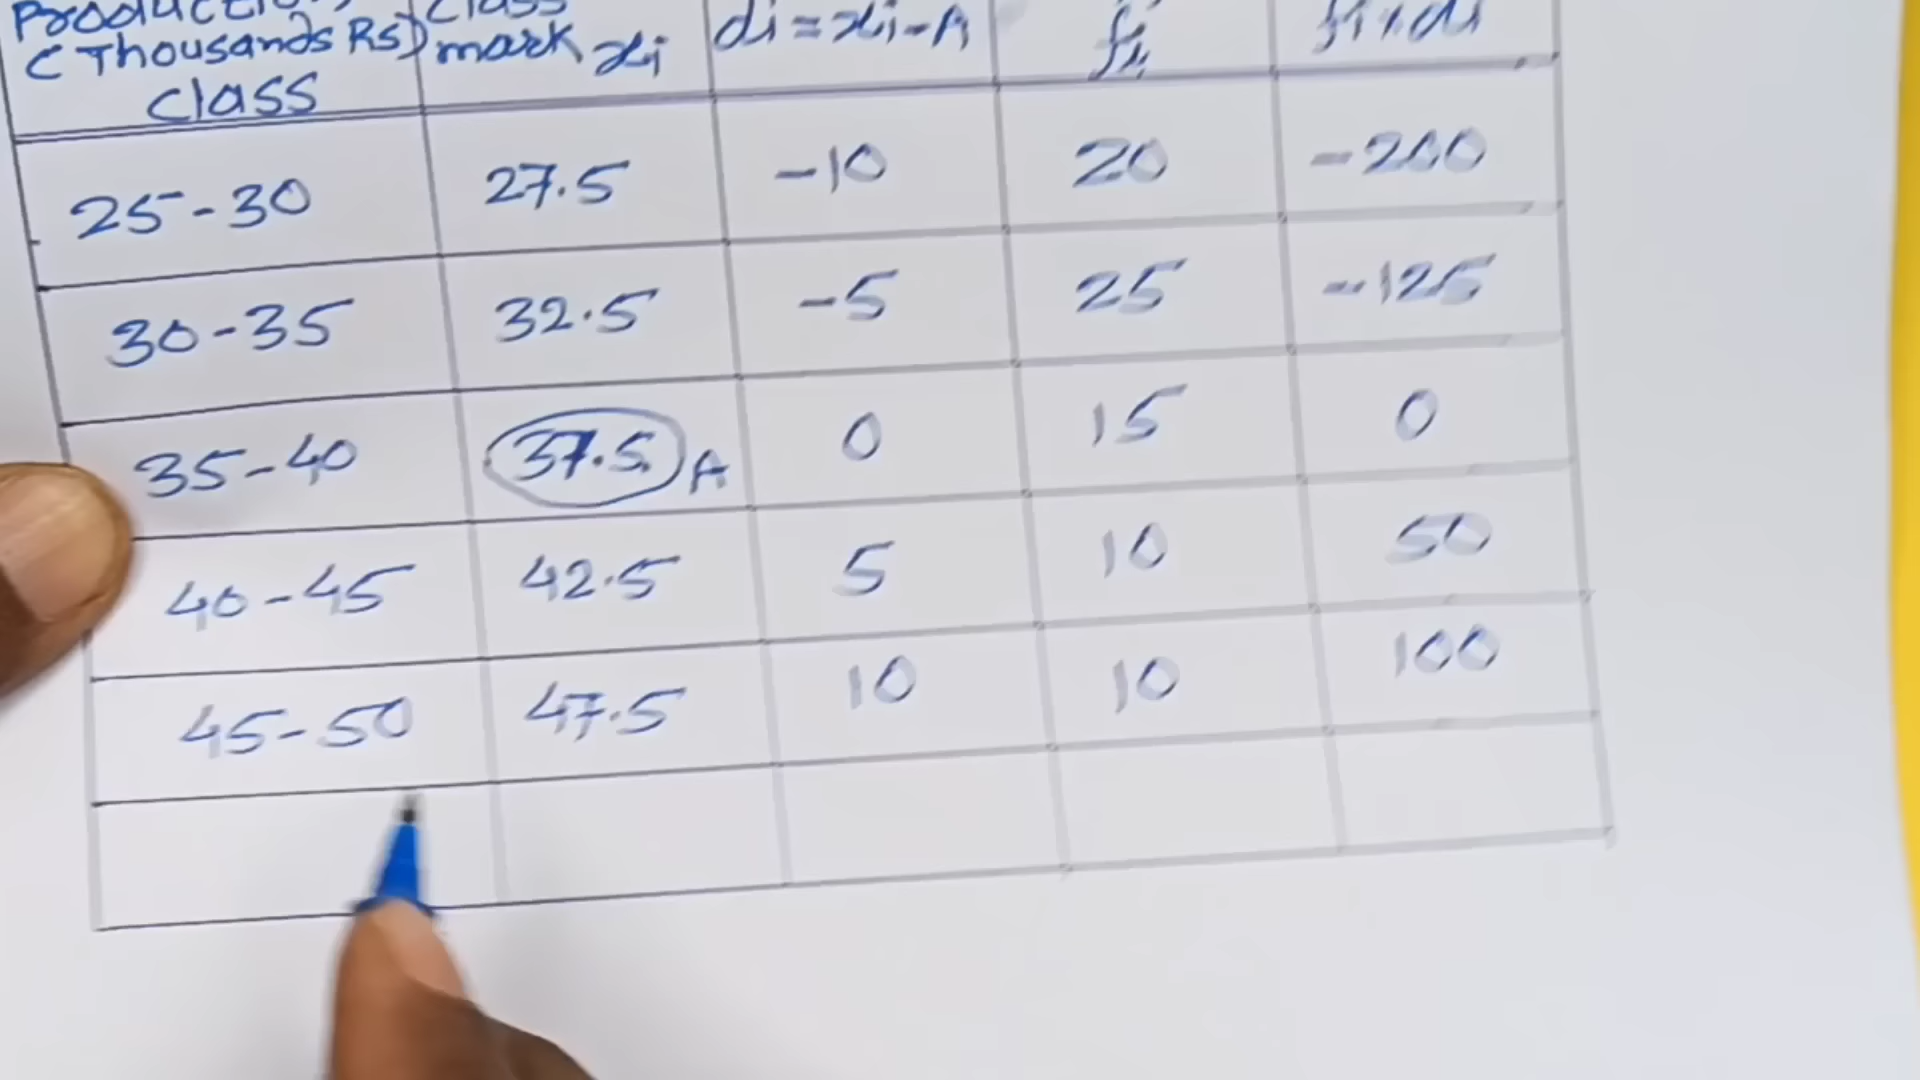 (Thousands Rs)
class
mark xi
di = xi - A
fi
25-30 27.5 -10 20 -200
30-35 32.5 -5 25 -125
35-40 37.5 A 0 15 0
40-45 42.5 5 10 50
45-50 47.5 10 10 100